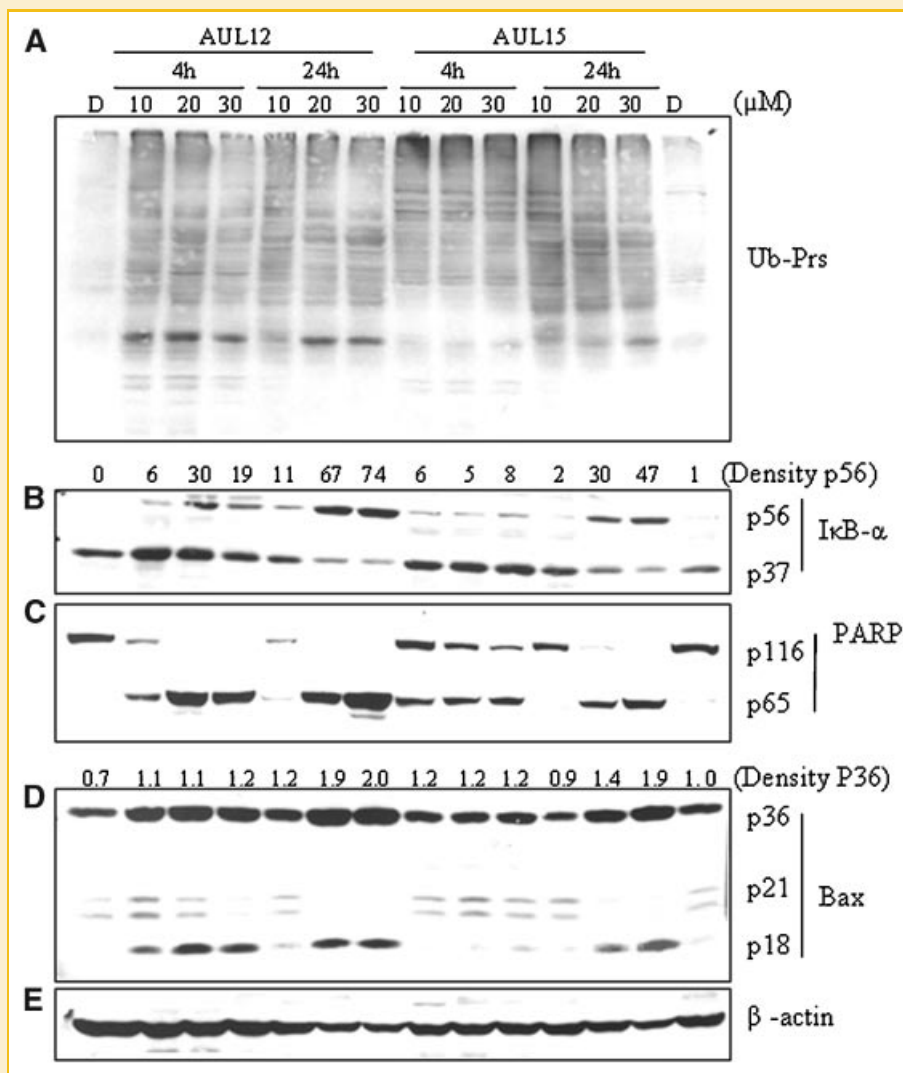 A
AUL12 AUL15
4h 24h 4h 24h
D 10 20 30 10 20 30 10 20 30 10 20 30 D (μM)
Ub-Prs
0 6 30 19 11 67 74 6 5 8 2 30 47 1 (Density p56)
B
p56
IκB-α
p37
C
PARP
p116
p65
0.7 1.1 1.1 1.2 1.2 1.9 2.0 1.2 1.2 1.2 0.9 1.4 1.9 1.0 (Density P36)
D
p36
p21
Bax
p18
E
β -actin